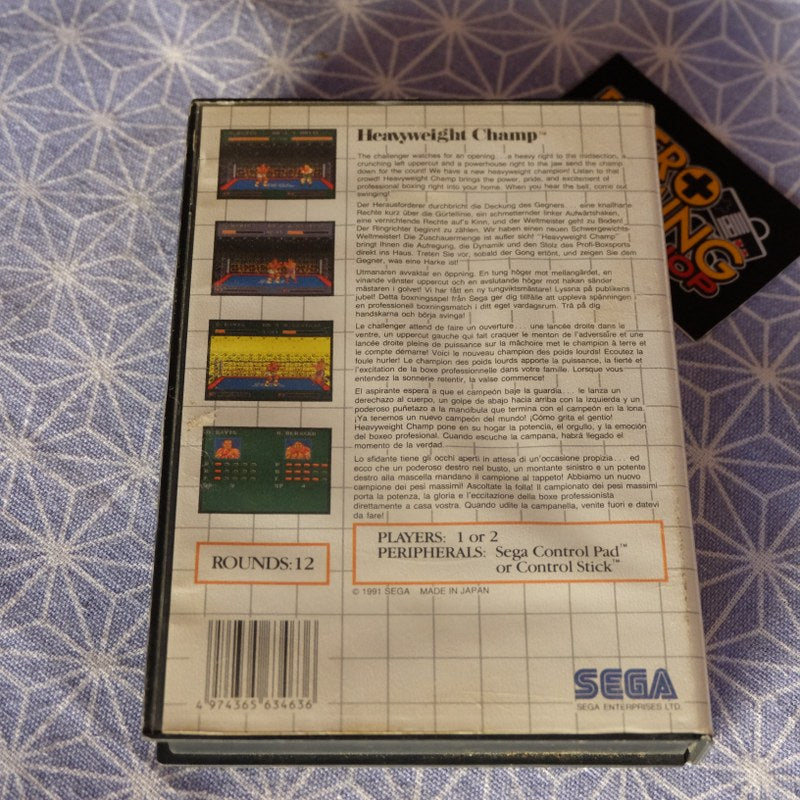 Heavyweight Champ™
The challenger watches for an opening... a heavy right to the midsection, a
crunching left uppercut and a powerhouse right to the jaw send the champ
down for the count! We have a new heavyweight champion! Listen to that
crowd! Heavyweight Champ brings the power, pride, and excitement of
professional boxing right into your home. When you hear the bell, come out
swinging!
Der Herausforderer durchbricht die Deckung des Gegners... eine knallharte
Rechte kurz über die Gürtellinie, ein schmetternder linker Aufwärtshaken,
eine vernichtende Rechte auf's Kinn, und der Weltmeister geht zu Boden!
Der Ringrichter beginnt zu zählen. Wir haben einen neuen Schwergewichts-
Weltmeister! Die Zuschauermenge ist außer sich! "Heavyweight Champ"
bringt Ihnen die Aufregung, die Dynamik und den Stolz des Profi-Boxsports
direkt ins Haus. Treten Sie vor, sobald der Gong ertönt, und zeigen Sie dem
Gegner, was eine Harke ist!
Utmanaren avvaktar en öppning. En tung höger mot mellangärdet, en
vinande vänster uppercut och en avslutande höger mot hakan sänder
mästaren i golvet! Vi har fått en ny tungviktsmästare! Lyssna på publikens
jubel! Detta boxningsspel från Sega ger dig tillfälle att uppleva spänningen i
en professionell boxningsmatch i ditt eget vardagsrum. Trä på dig
handskarna och börja svinga!
Le challenger attend de faire un ouverture... une lancée droite dans le
ventre, un uppercut gauche qui fait craquer le menton de l'adversaire et une
lancée droite pleine de puissance sur la mâchoire met le champion à terre et
le compte démarre! Voici le nouveau champion des poids lourds! Ecoutez la
foule hurler! Le champion des poids lourds apporte la puissance, la fierté et
l'excitation de la boxe professionnelle dans votre famille. Lorsque vous
entendez la sonnerie retentir, la valse commence!
El aspirante espera a que el campeón baje la guardia... le lanza un
derechazo al cuerpo, un golpe de abajo hacia arriba con la izquierda y un
poderoso puñetazo a la mandíbula que termina con el campeón en la lona.
¡Ya tenemos un nuevo campeón del mundo! ¡Cómo grita el gentío!
Heavyweight Champ pone en su hogar la potencia, el orgullo, y la emoción
del boxeo profesional. Cuando escuche la campana, habrá llegado el
momento de la verdad.
Lo sfidante tiene gli occhi aperti in attesa di un'occasione propizia... ed
ecco che un poderoso destro nel busto, un montante sinistro e un potente
destro alla mascella mandano il campione al tappeto! Abbiamo un nuovo
campione dei pesi massimi! Ascoltate la folla! Il campionato dei pesi massimi
porta la potenza, la gloria e l'eccitazione della boxe professionista
direttamente a casa vostra. Quando udite la campanella, venite fuori e datevi
da fare!
ROUNDS:12
PLAYERS: 1 or 2
PERIPHERALS: Sega Control Pad™
or Control Stick™
© 1991 SEGA MADE IN JAPAN
4 974365 634636
SEGA
SEGA ENTERPRISES LTD.